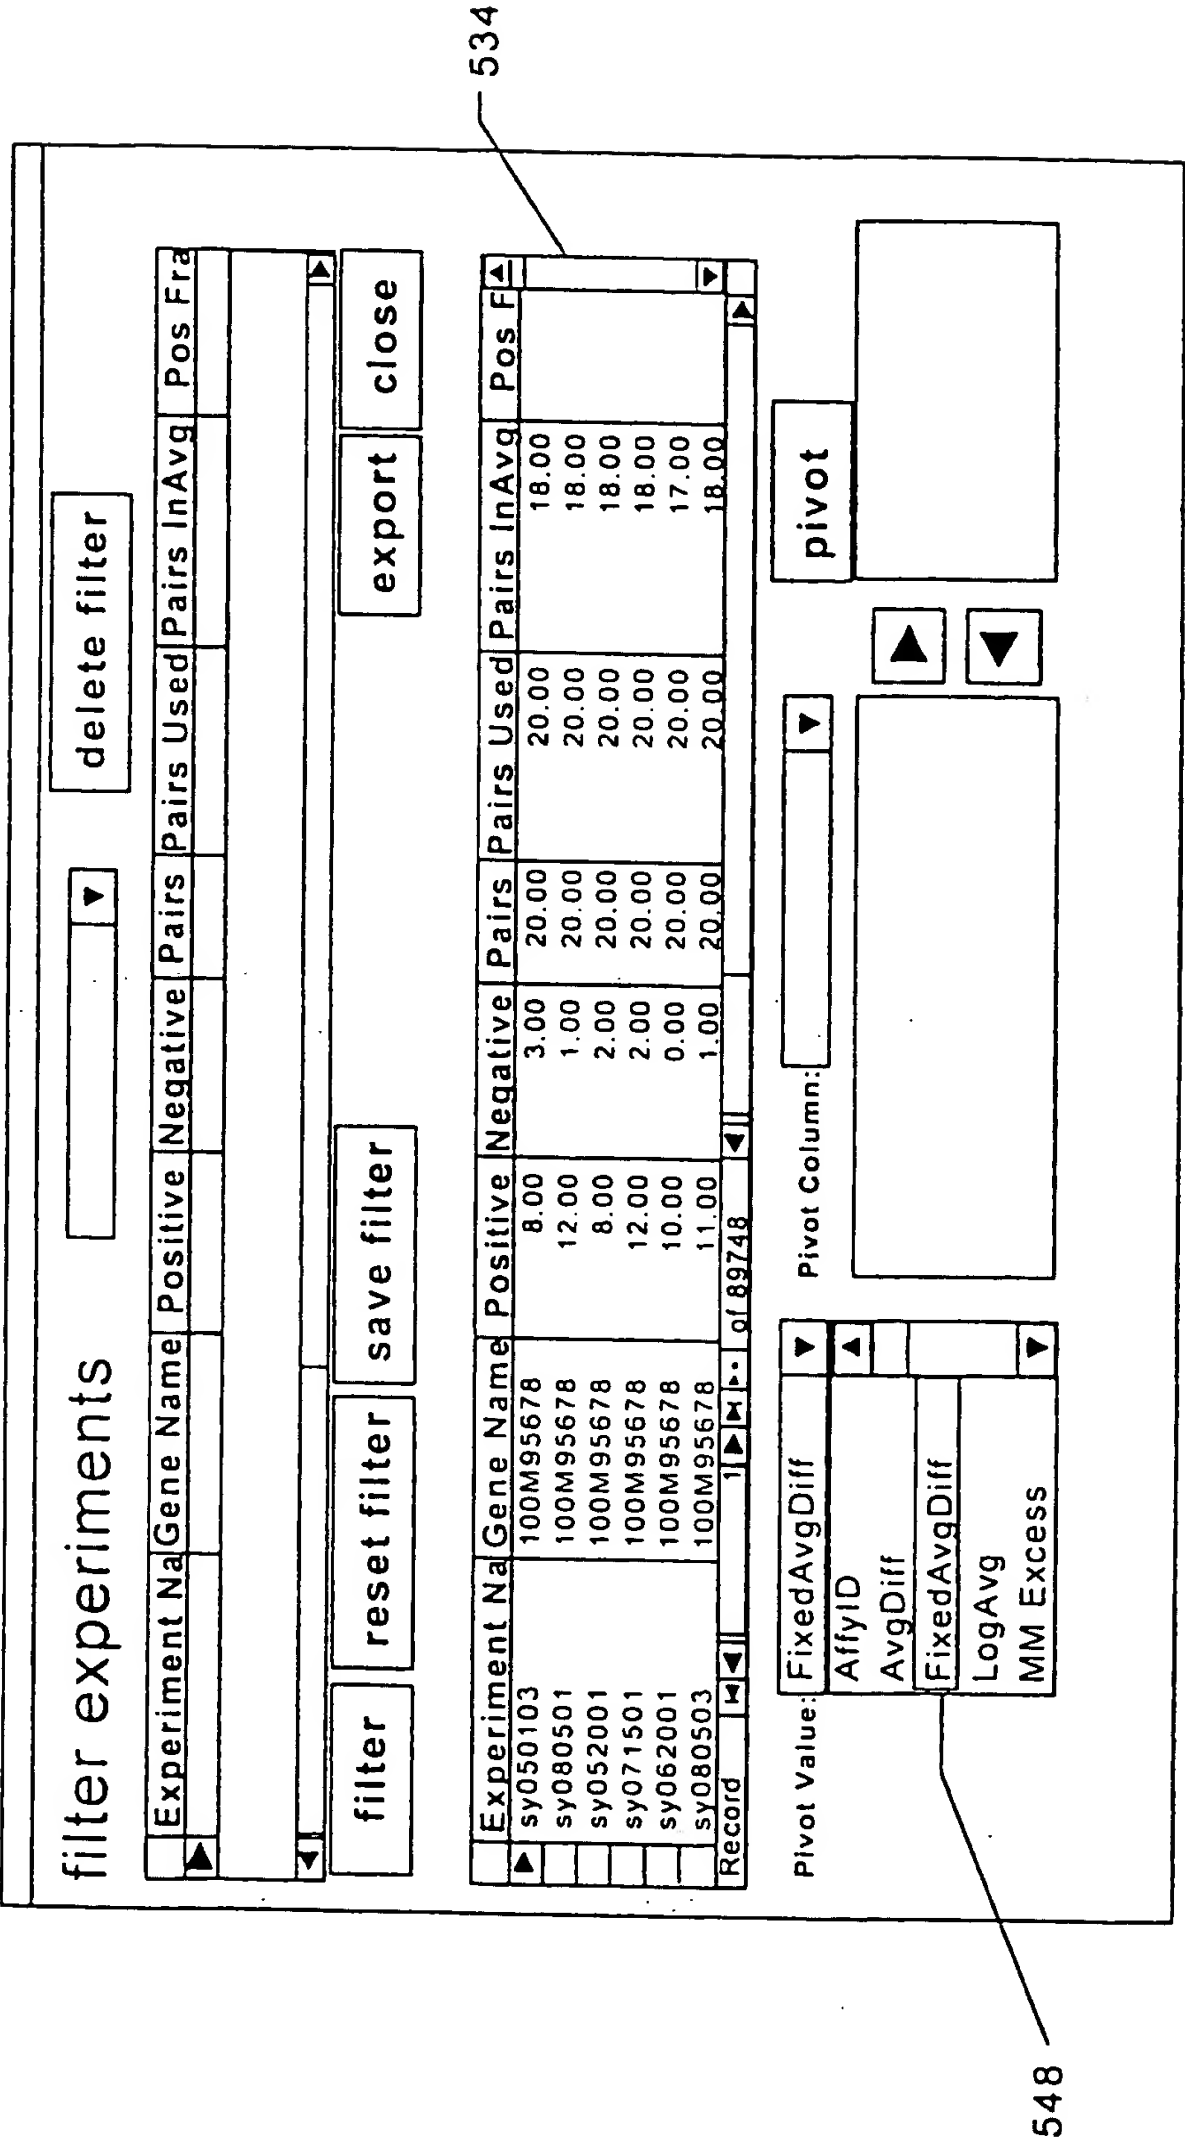 filter experiments
delete filter
Experiment Na Gene Name Positive Negative Pairs Pairs Used Pairs InAvg Pos Fra
filter reset filter save filter export close
534
Experiment Na Gene Name Positive Negative Pairs Pairs Used Pairs InAvg Pos F
sy050103 100M95678 8.00 3.00 20.00 20.00 18.00
sy080501 100M95678 12.00 1.00 20.00 20.00 18.00
sy052001 100M95678 8.00 2.00 20.00 20.00 18.00
sy071501 100M95678 12.00 2.00 20.00 20.00 18.00
sy062001 100M95678 10.00 0.00 20.00 20.00 17.00
sy080503 100M95678 11.00 1.00 20.00 20.00 18.00
Record 1 of 89748
Pivot Value: FixedAvgDiff Pivot Column: pivot
AffyID
AvgDiff
FixedAvgDiff
LogAvg
MM Excess
548